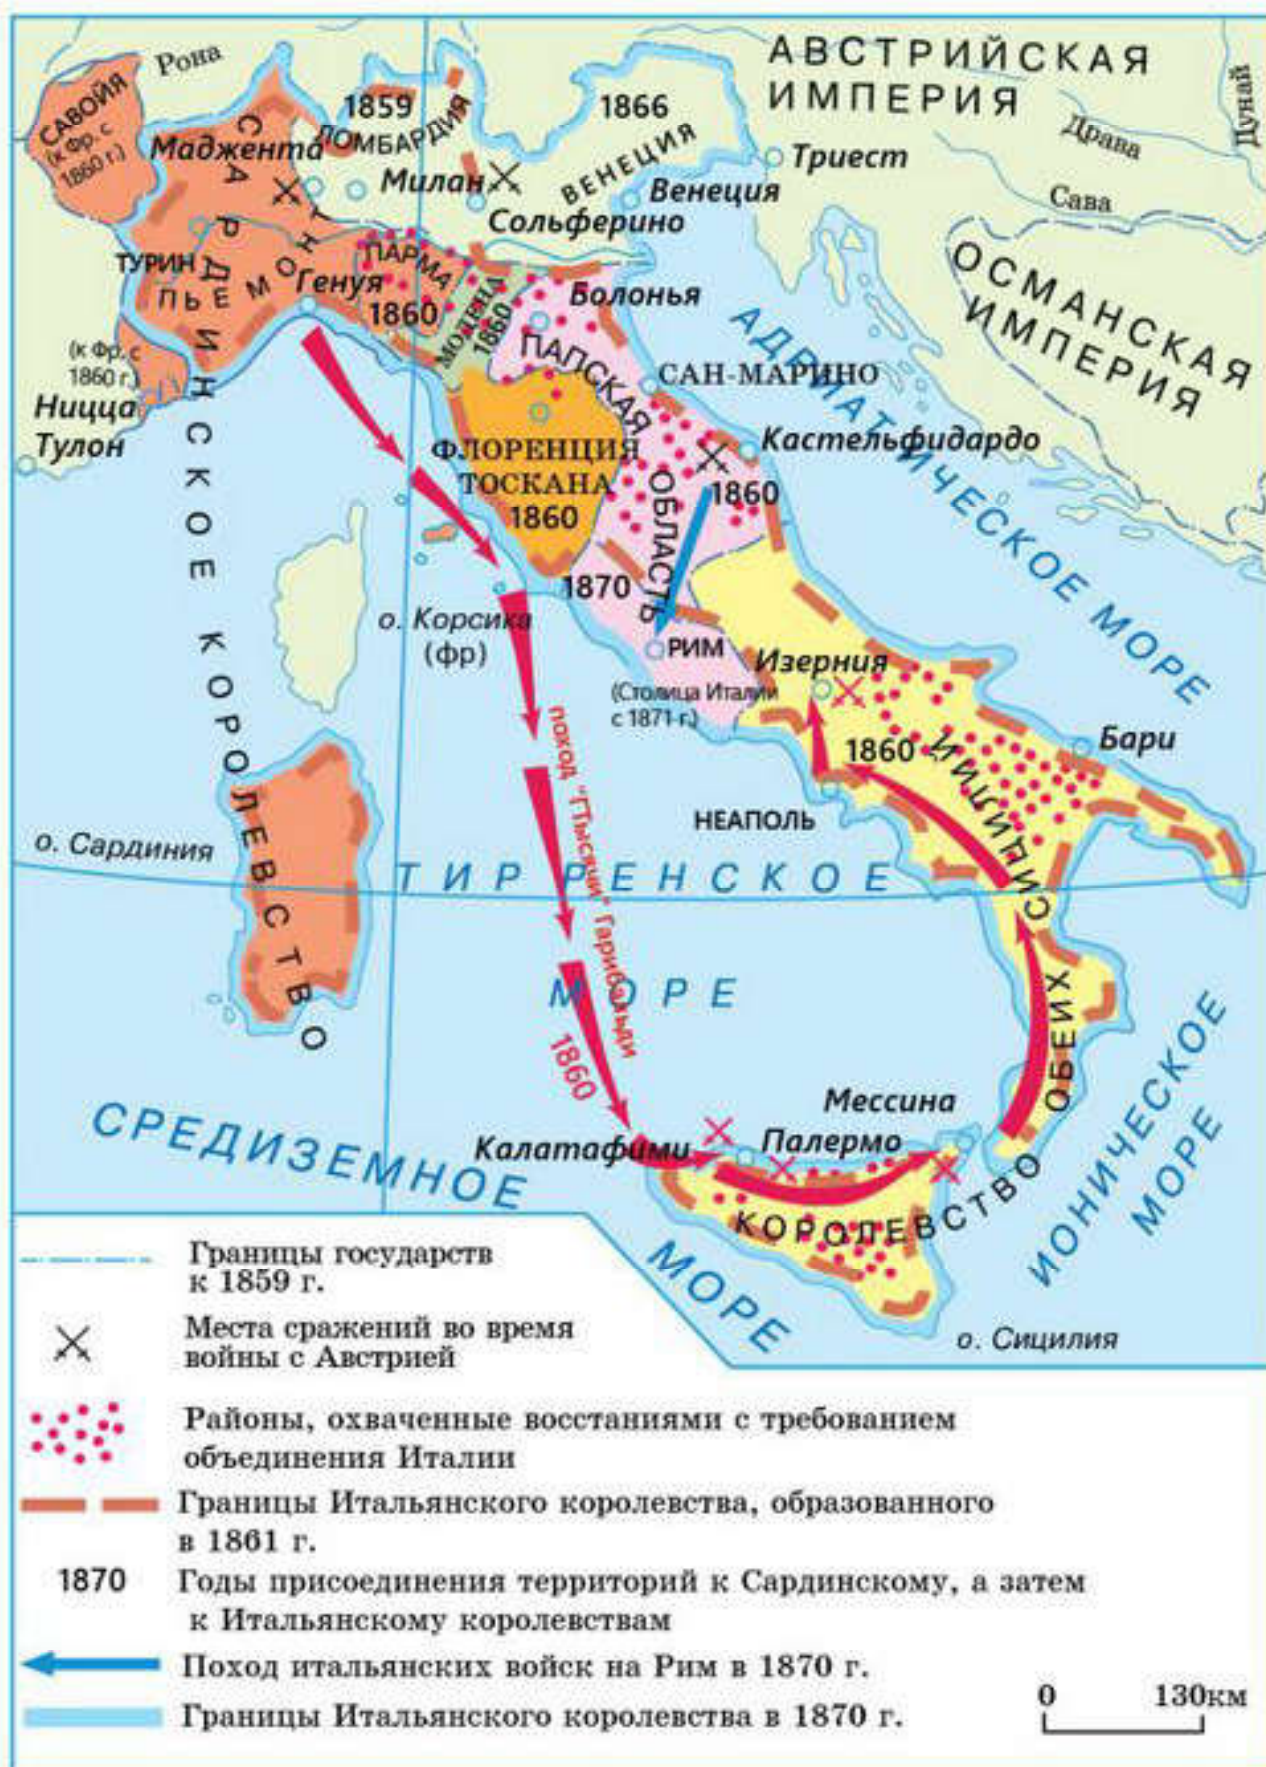 АВСТРИЙСКАЯ
ИМПЕРИЯ
Рона
Дунай
Драва
Сава
САВОЙЯ
(к Фр. с
1860 г.)
1859
ЛОМБАРДИЯ
1866
ВЕНЕЦИЯ
Маджента
Милан
Сольферино
Венеция
Триест
ОСМАНСКАЯ
ИМПЕРИЯ
ТУРИН
ПЬЕМОНТ
Генуя
ПАРМА
1860
МОДЕНА
1860
Болонья
(к Фр. с
1860 г.)
Ницца
Тулон
САРДИНСКОЕ КОРОЛЕВСТВО
ПАПСКАЯ
ОБЛАСТЬ
САН-МАРИНО
АДРИАТИЧЕСКОЕ МОРЕ
Кастельфидардо
1860
ФЛОРЕНЦИЯ
ТОСКАНА
1860
1870
о. Корсика
(фр)
РИМ
(Столица Италии
с 1871 г.)
Изерния
1860
Бари
НЕАПОЛЬ
поход "ГТысячи" Гарибальди
1860
о. Сардиния
ТИРРЕНСКОЕ
МОРЕ
КОРОЛЕВСТВО ОБЕИХ СИЦИЛИЙ
Мессина
Палермо
Калатафими
СРЕДИЗЕМНОЕ
МОРЕ
ИОНИЧЕСКОЕ
МОРЕ
о. Сицилия
Границы государств
к 1859 г.
Места сражений во время
войны с Австрией
Районы, охваченные восстаниями с требованием
объединения Италии
Границы Итальянского королевства, образованного
в 1861 г.
1870
Годы присоединения территорий к Сардинскому, а затем
к Итальянскому королевствам
Поход итальянских войск на Рим в 1870 г.
Границы Итальянского королевства в 1870 г.
0 130км